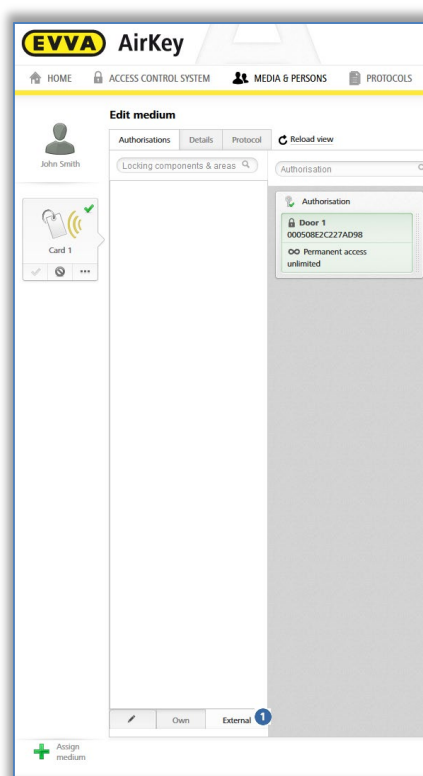 EVVA AirKey
HOME ACCESS CONTROL SYSTEM MEDIA & PERSONS PROTOCOLS
Edit medium
Authorisations Details Protocol Reload view
John Smith
Locking components & areas
Authorisation
Authorisation
Door 1
000508E2C227AD98
Permanent access
unlimited
Card 1
Own External 1
Assign
medium